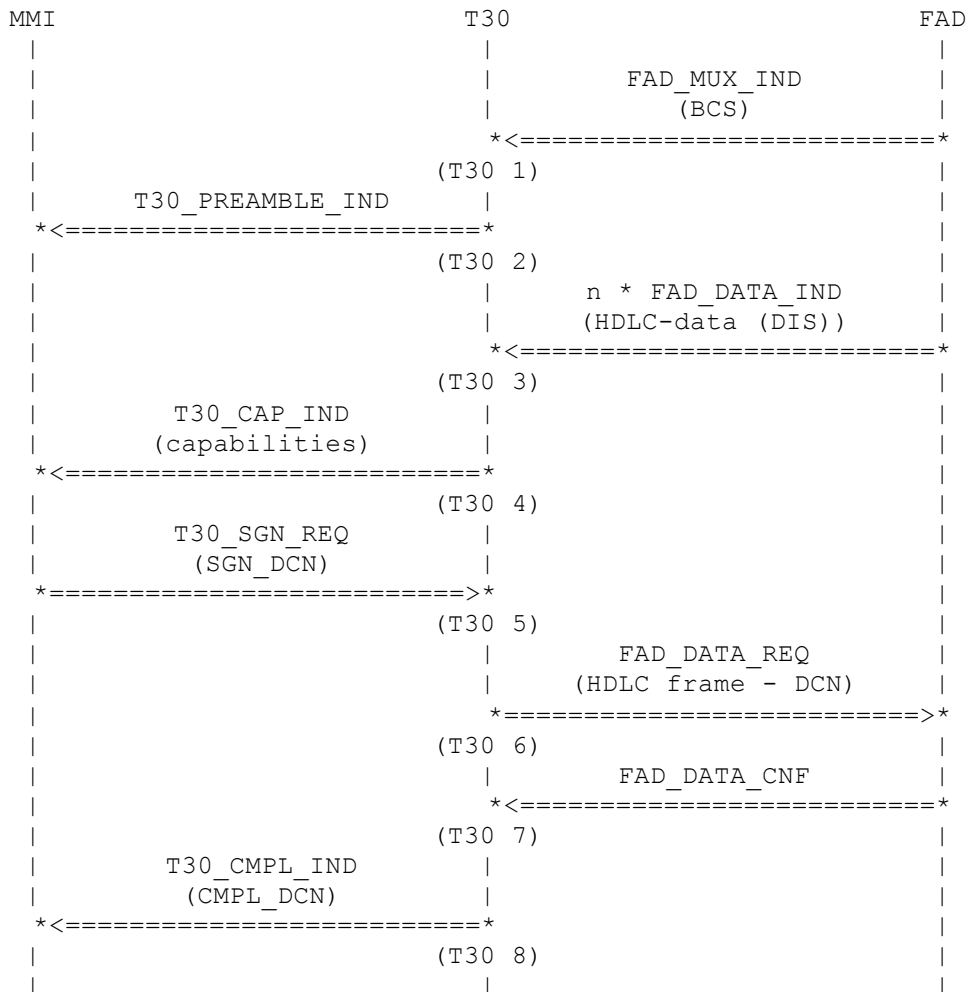 MMI T30 FAD
| | |
| | FAD_MUX_IND |
| | (BCS) |
| *<==========================*
| (T30 1) |
| T30_PREAMBLE_IND | |
*<==========================* |
| (T30 2) |
| | n * FAD_DATA_IND |
| | (HDLC-data (DIS)) |
| *<==========================*
| (T30 3) |
| T30_CAP_IND | |
| (capabilities) | |
*<==========================* |
| (T30 4) |
| T30_SGN_REQ | |
| (SGN_DCN) | |
*==========================>* |
| (T30 5) |
| | FAD_DATA_REQ |
| | (HDLC frame - DCN) |
| *==========================>*
| (T30 6) |
| | FAD_DATA_CNF |
| *<==========================*
| (T30 7) |
| T30_CMPL_IND | |
| (CMPL_DCN) | |
*<==========================* |
| (T30 8) |
| | |